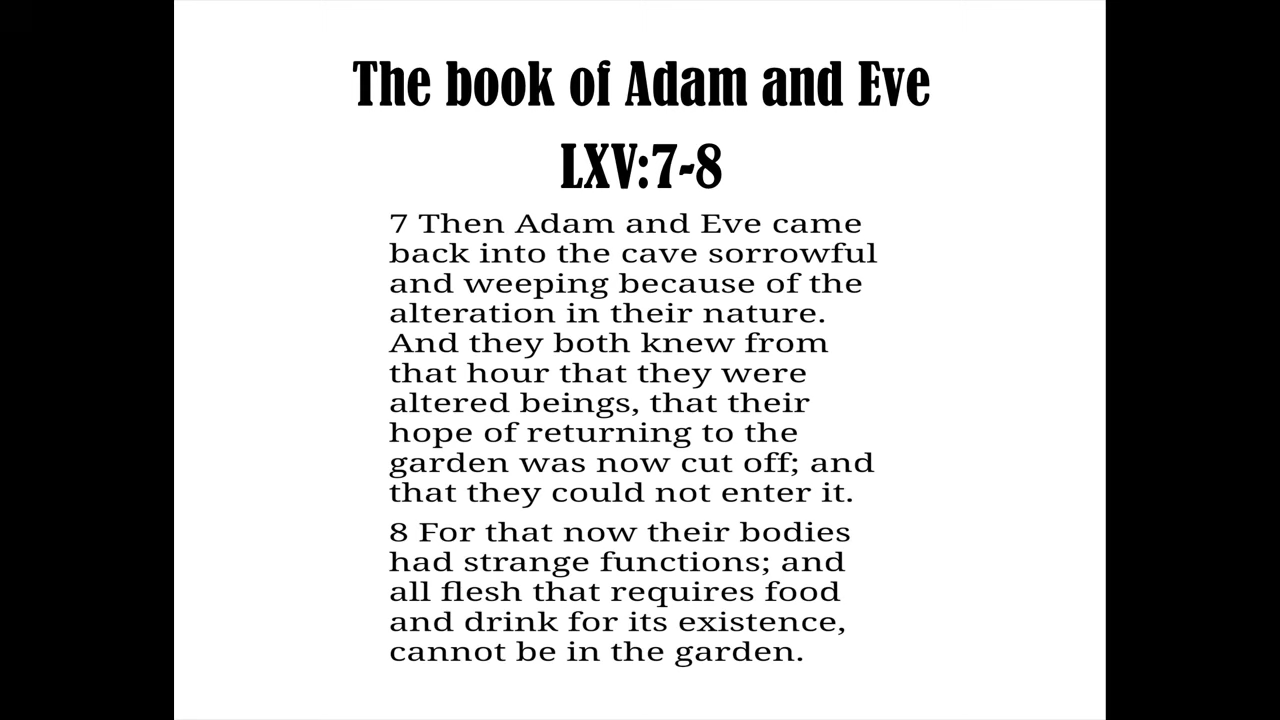 The book of Adam and Eve
LXV:7-8
7 Then Adam and Eve came
back into the cave sorrowful
and weeping because of the
alteration in their nature.
And they both knew from
that hour that they were
altered beings, that their
hope of returning to the
garden was now cut off; and
that they could not enter it.
8 For that now their bodies
had strange functions; and
all flesh that requires food
and drink for its existence,
cannot be in the garden.